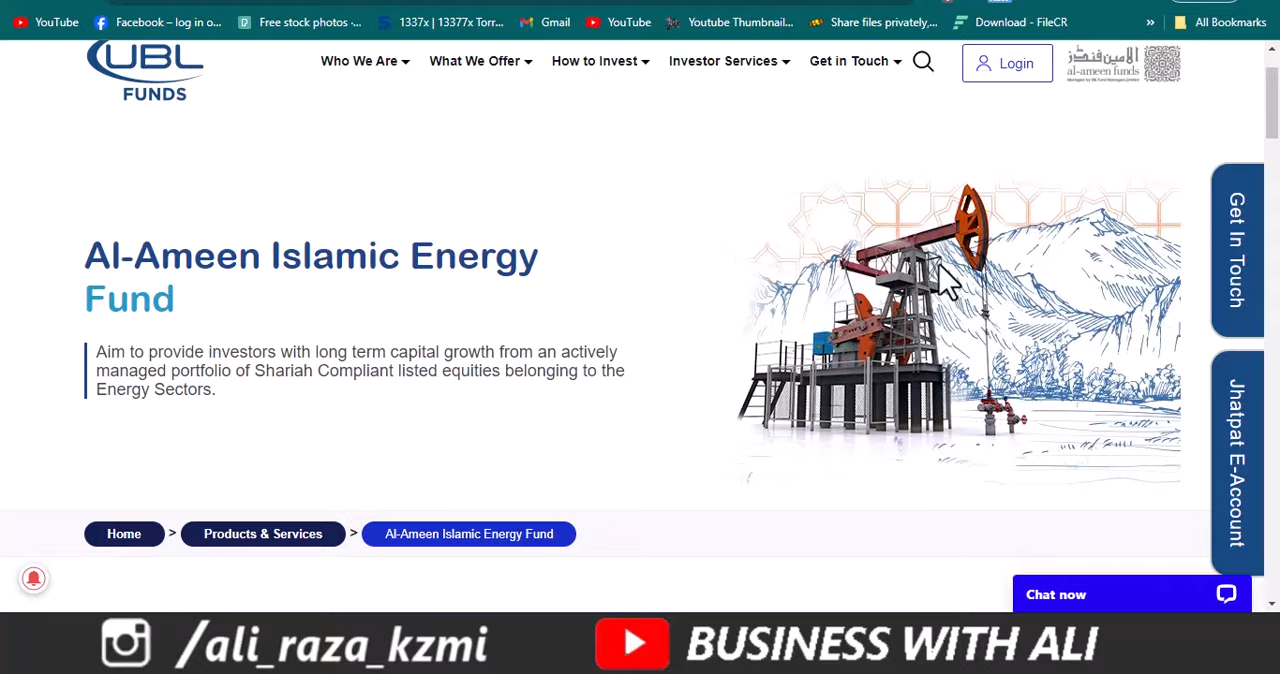 YouTube
Facebook – log in o...
Free stock photos ·...
1337x | 13377x Torr...
Gmail
YouTube
Youtube Thumbnail...
Share files privately,...
Download - FileCR
»
All Bookmarks
UBL
FUNDS
Who We Are
What We Offer
How to Invest
Investor Services
Get in Touch
Login
الامین فنڈز
al-ameen funds
Al-Ameen Islamic Energy
Fund
Aim to provide investors with long term capital growth from an actively
managed portfolio of Shariah Compliant listed equities belonging to the
Energy Sectors.
Get In Touch
Jhatpat E-Account
Home > Products & Services > Al-Ameen Islamic Energy Fund
Chat now
/ali_raza_kzmi
BUSINESS WITH ALI